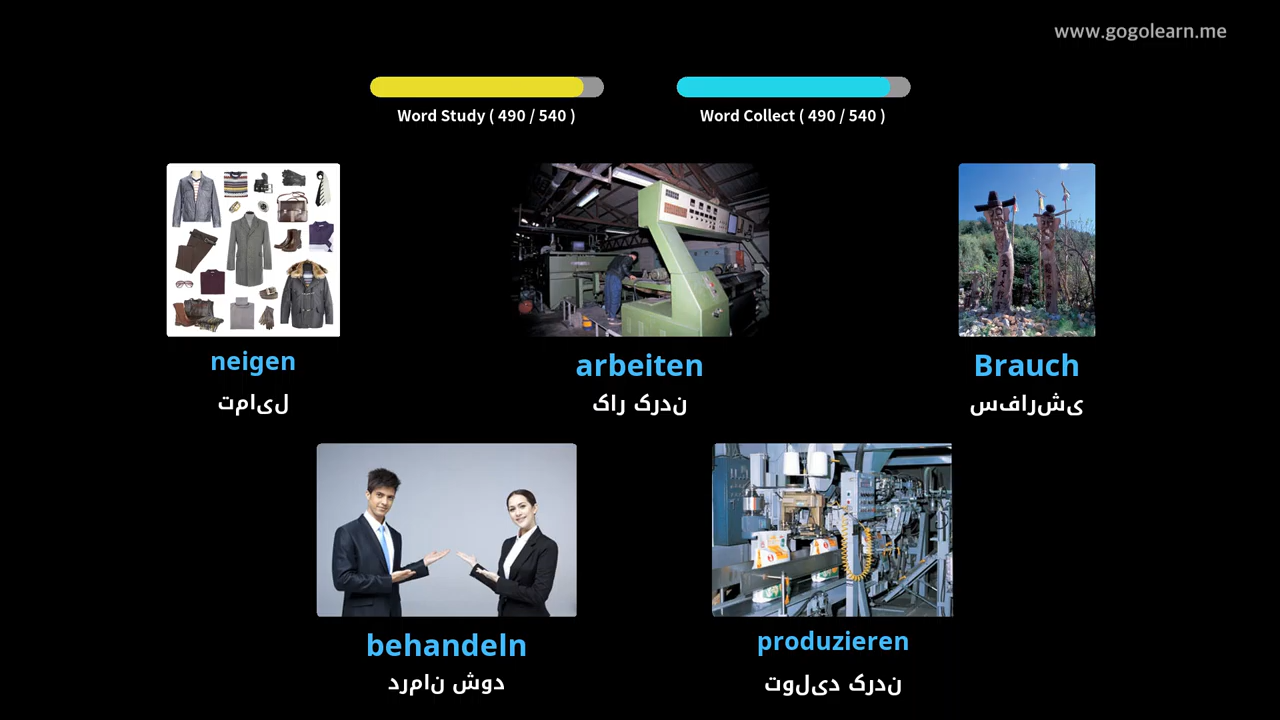 www.gogolearn.me
Word Study ( 490 / 540 )
Word Collect ( 490 / 540 )
neigen
تمایل
arbeiten
کار کردن
Brauch
سفارشی
behandeln
درمان شود
produzieren
تولید کردن